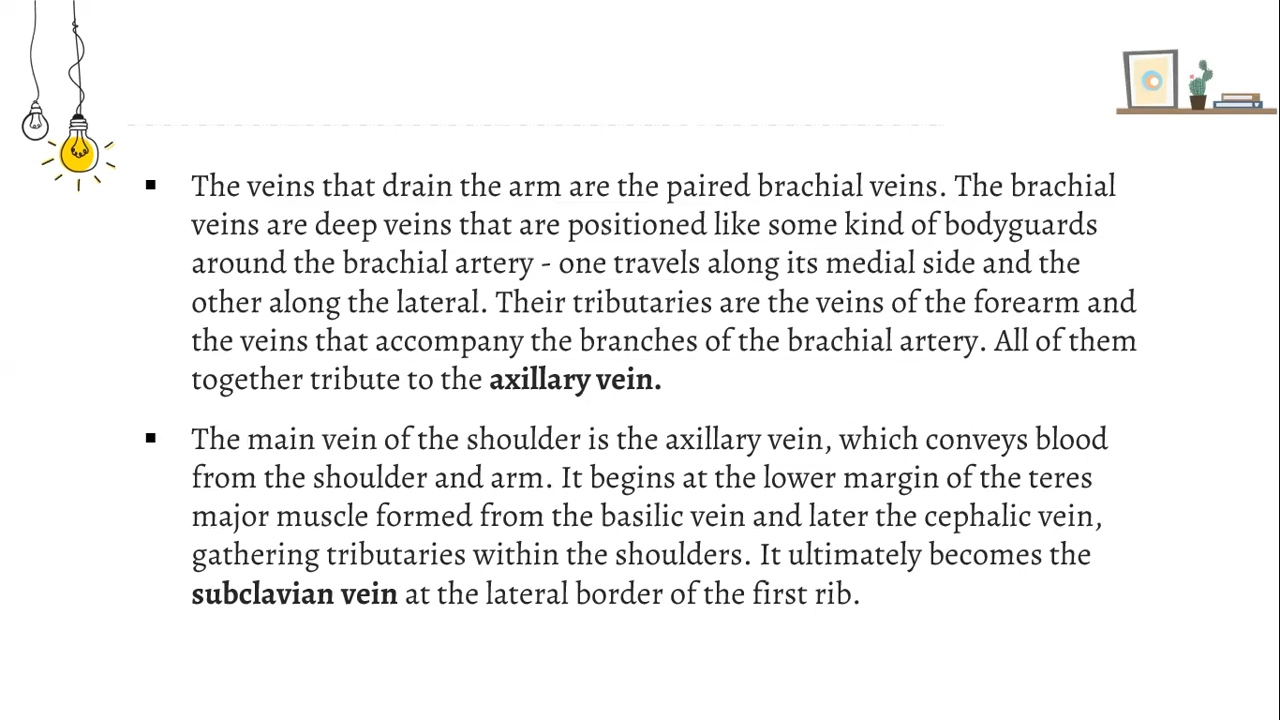 ▪ The veins that drain the arm are the paired brachial veins. The brachial
veins are deep veins that are positioned like some kind of bodyguards
around the brachial artery - one travels along its medial side and the
other along the lateral. Their tributaries are the veins of the forearm and
the veins that accompany the branches of the brachial artery. All of them
together tribute to the axillary vein.
▪ The main vein of the shoulder is the axillary vein, which conveys blood
from the shoulder and arm. It begins at the lower margin of the teres
major muscle formed from the basilic vein and later the cephalic vein,
gathering tributaries within the shoulders. It ultimately becomes the
subclavian vein at the lateral border of the first rib.